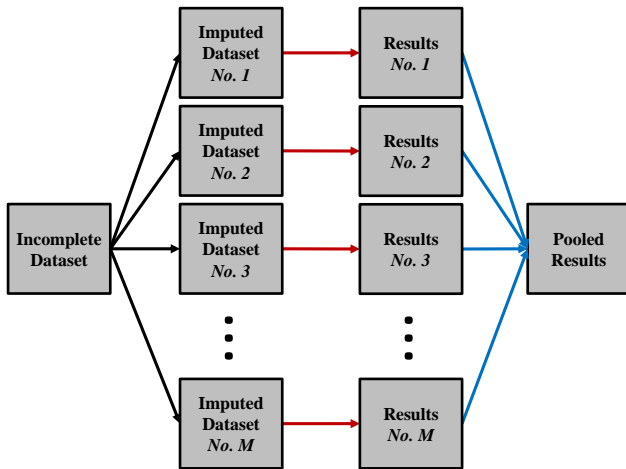 Imputed
Dataset
No. 1
Results
No. 1
Imputed
Dataset
No. 2
Results
No. 2
Incomplete
Dataset
Imputed
Dataset
No. 3
Results
No. 3
Pooled
Results
Imputed
Dataset
No. M
Results
No. M